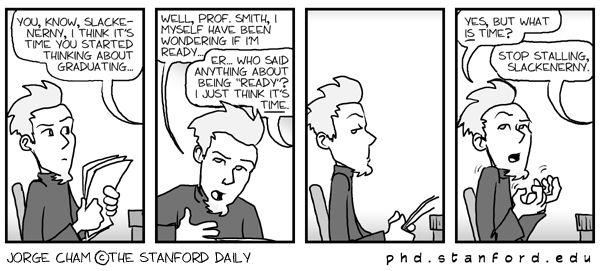 YOU, KNOW, SLACKE-
NERNY, I THINK IT'S
TIME YOU STARTED
THINKING ABOUT
GRADUATING...
WELL, PROF. SMITH, I
MYSELF HAVE BEEN
WONDERING IF I'M
READY...
ER... WHO SAID
ANYTHING ABOUT
BEING "READY"?
I JUST THINK IT'S
TIME.
YES, BUT WHAT
IS TIME?
STOP STALLING,
SLACKENERNY.
JORGE CHAM ©THE STANFORD DAILY
phd.stanford.edu